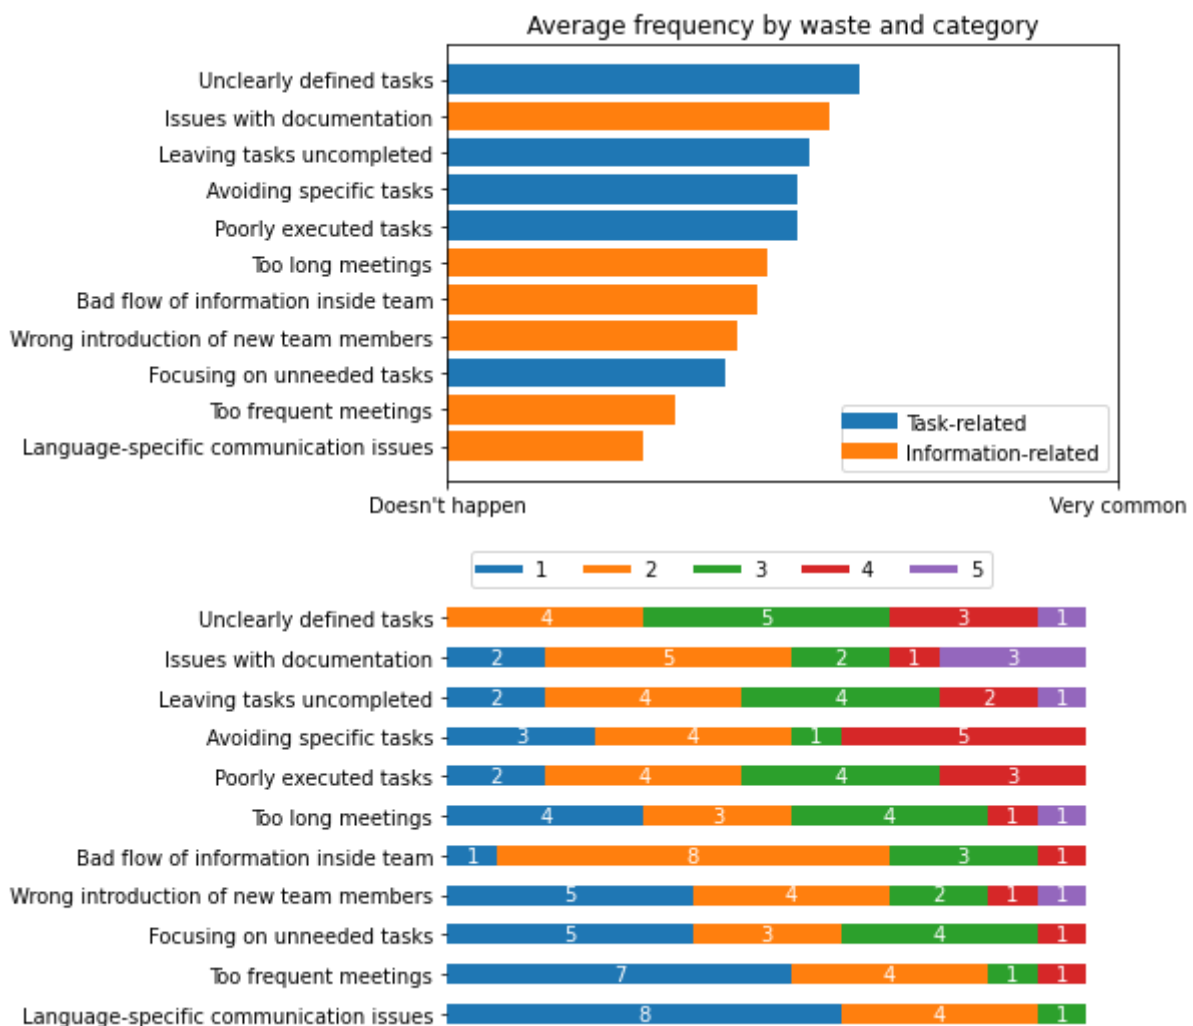 Average frequency by waste and category
Unclearly defined tasks
Issues with documentation
Leaving tasks uncompleted
Avoiding specific tasks
Poorly executed tasks
Too long meetings
Bad flow of information inside team
Wrong introduction of new team members
Focusing on unneeded tasks
Too frequent meetings
Language-specific communication issues
Task-related
Information-related
Doesn't happen Very common
1 2 3 4 5
Unclearly defined tasks 4 5 3 1
Issues with documentation 2 5 2 1 3
Leaving tasks uncompleted 2 4 4 2 1
Avoiding specific tasks 3 4 1 5
Poorly executed tasks 2 4 4 3
Too long meetings 4 3 4 1 1
Bad flow of information inside team 1 8 3 1
Wrong introduction of new team members 5 4 2 1 1
Focusing on unneeded tasks 5 3 4 1
Too frequent meetings 7 4 1 1
Language-specific communication issues 8 4 1